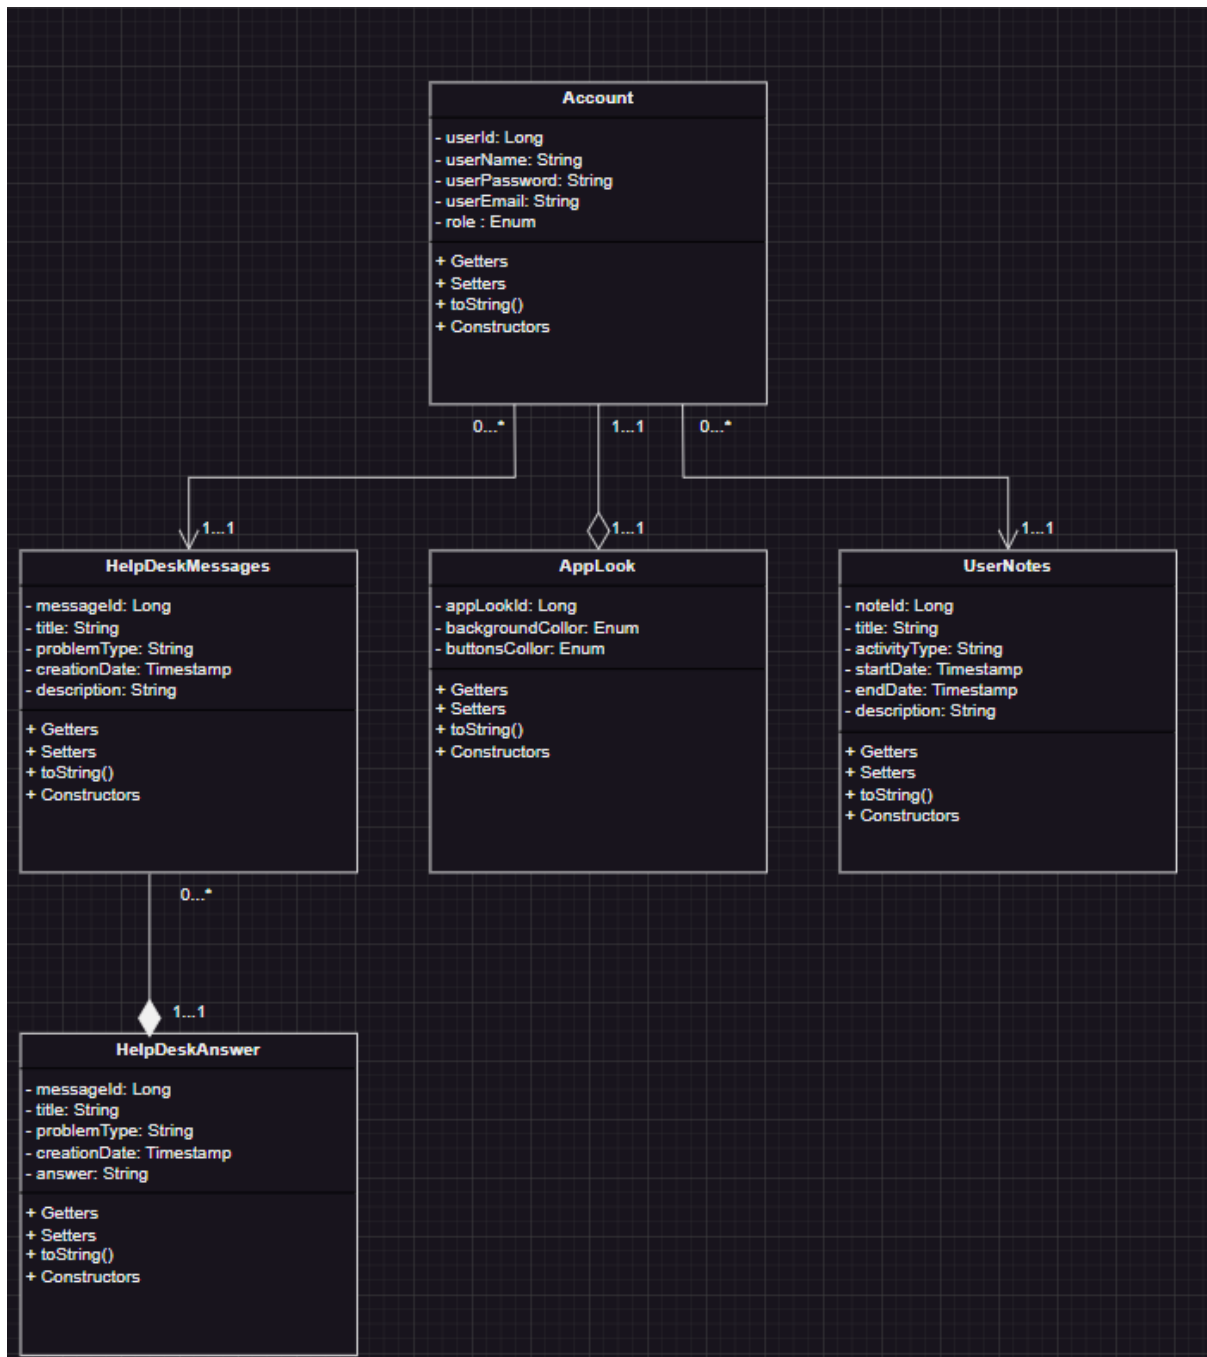 Account
- userId: Long
- userName: String
- userPassword: String
- userEmail: String
- role : Enum
+ Getters
+ Setters
+ toString()
+ Constructors
0...*
1...1
0...*
1...1
1...1
1...1
HelpDeskMessages
- messageId: Long
- title: String
- problemType: String
- creationDate: Timestamp
- description: String
+ Getters
+ Setters
+ toString()
+ Constructors
AppLook
- appLookId: Long
- backgroundCollor: Enum
- buttonsCollor: Enum
+ Getters
+ Setters
+ toString()
+ Constructors
UserNotes
- noteId: Long
- title: String
- activityType: String
- startDate: Timestamp
- endDate: Timestamp
- description: String
+ Getters
+ Setters
+ toString()
+ Constructors
0...*
1...1
HelpDeskAnswer
- messageId: Long
- title: String
- problemType: String
- creationDate: Timestamp
- answer: String
+ Getters
+ Setters
+ toString()
+ Constructors